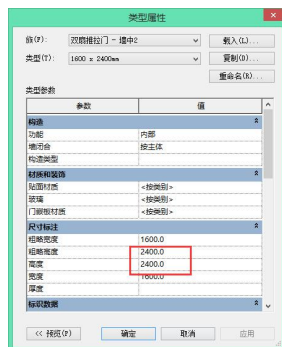 类型属性
族(F): 双扇推拉门 - 墙中2 载入(L)...
类型(T): 1600 x 2400mm 复制(D)...
重命名(R)...
类型参数
参数 值
构造
功能 内部
墙闭合 按主体
构造类型
材质和装饰
贴面材质 <按类别>
玻璃 <按类别>
门嵌板材质 <按类别>
尺寸标注
粗略宽度 1600.0
粗略高度 2400.0
高度 2400.0
宽度 1600.0
厚度
标识数据
<< 预览(P) 确定 取消 应用